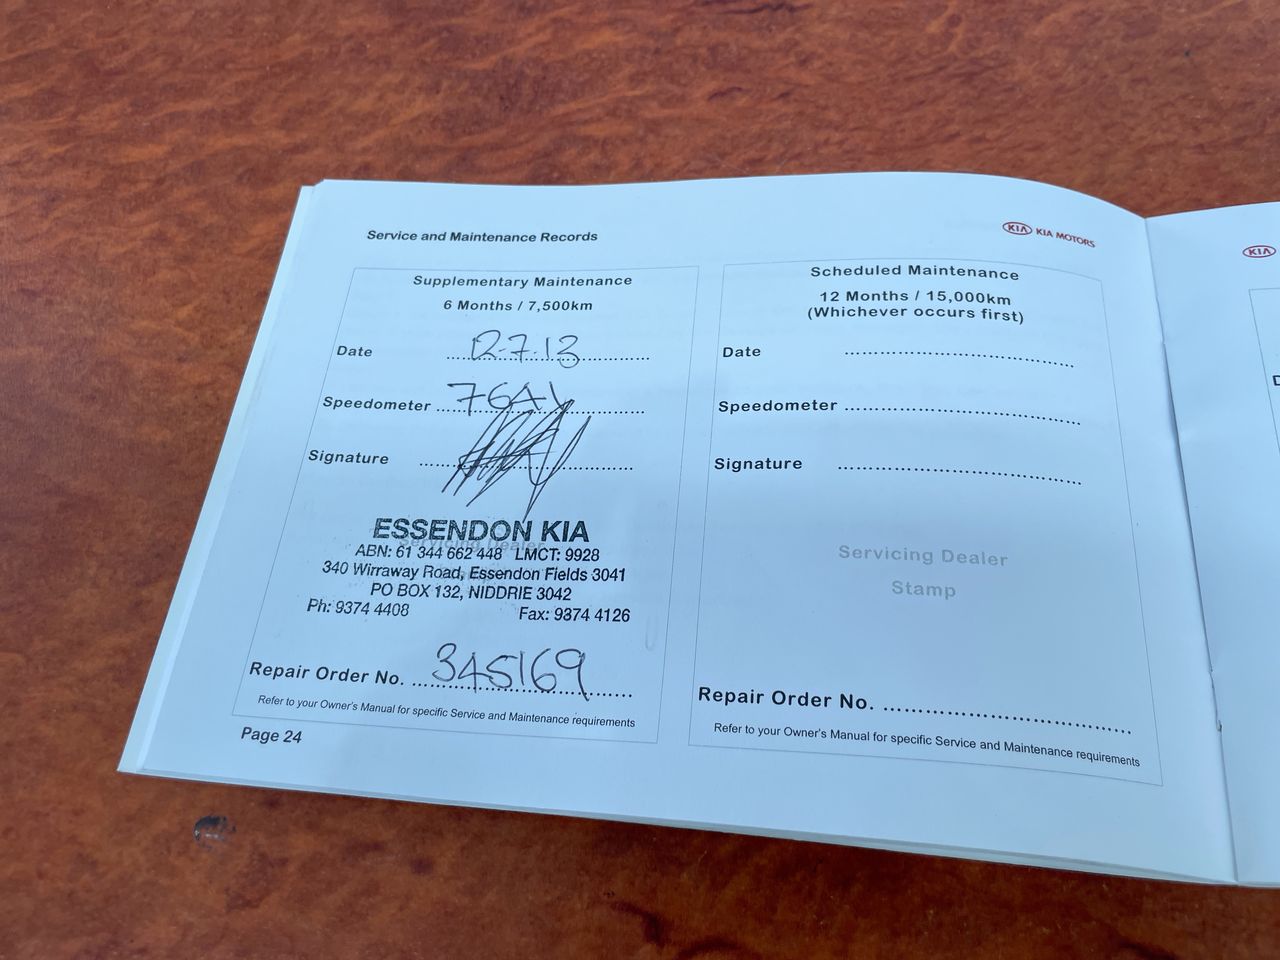 Service and Maintenance Records
KIA KIA MOTORS
KIA
Supplementary Maintenance
6 Months / 7,500km
Date 12-7-13
Speedometer
Signature
ESSENDON KIA
Servicing Dealer
ABN: 61 344 662 448 LMCT: 9928
340 Wirraway Road, Essendon Fields 3041
PO BOX 132, NIDDRIE 3042
Ph: 9374 4408 Fax: 9374 4126
Repair Order No. 345169
Refer to your Owner's Manual for specific Service and Maintenance requirements
Page 24
Scheduled Maintenance
12 Months / 15,000km
(Whichever occurs first)
Date
Speedometer
Signature
Servicing Dealer
Stamp
Repair Order No.
Refer to your Owner's Manual for specific Service and Maintenance requirements